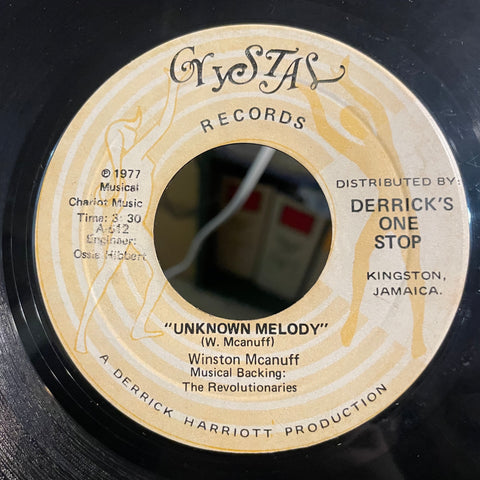 CrySTAL
RECORDS
℗ 1977
Musical
Chariot Music
Time: 3:30
A-612
Engineer:
Ossie Hibbert
DISTRIBUTED BY:
DERRICK'S
ONE
STOP
KINGSTON,
JAMAICA.
"UNKNOWN MELODY"
(W. Mcanuff)
Winston Mcanuff
Musical Backing:
The Revolutionaries
A DERRICK HARRIOTT PRODUCTION